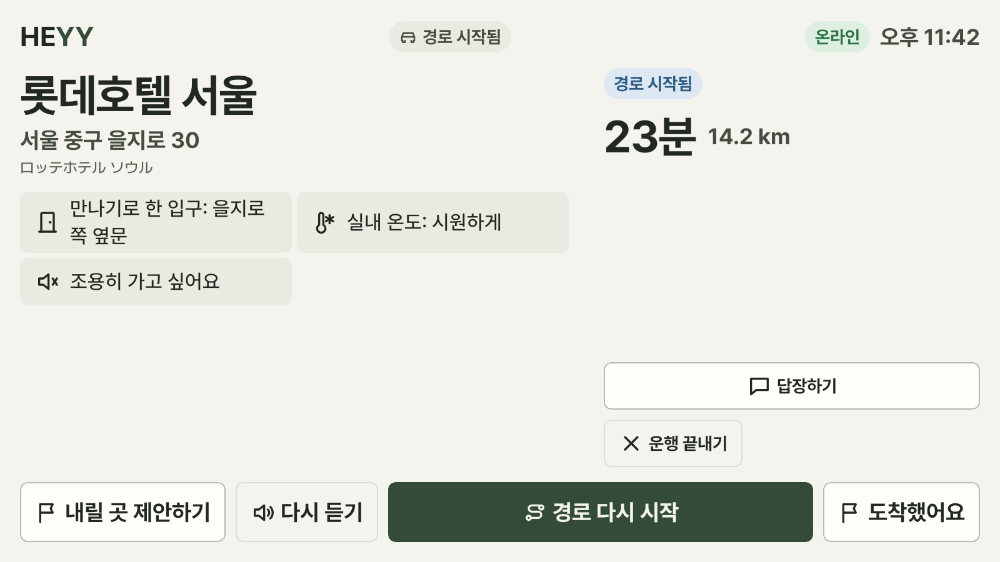 HEYY
경로 시작됨
온라인 오후 11:42
롯데호텔 서울
서울 중구 을지로 30
ロッテホテル ソウル
경로 시작됨
23분 14.2 km
만나기로 한 입구: 을지로
쪽 옆문
실내 온도: 시원하게
조용히 가고 싶어요
답장하기
운행 끝내기
내릴 곳 제안하기
다시 듣기
경로 다시 시작
도착했어요